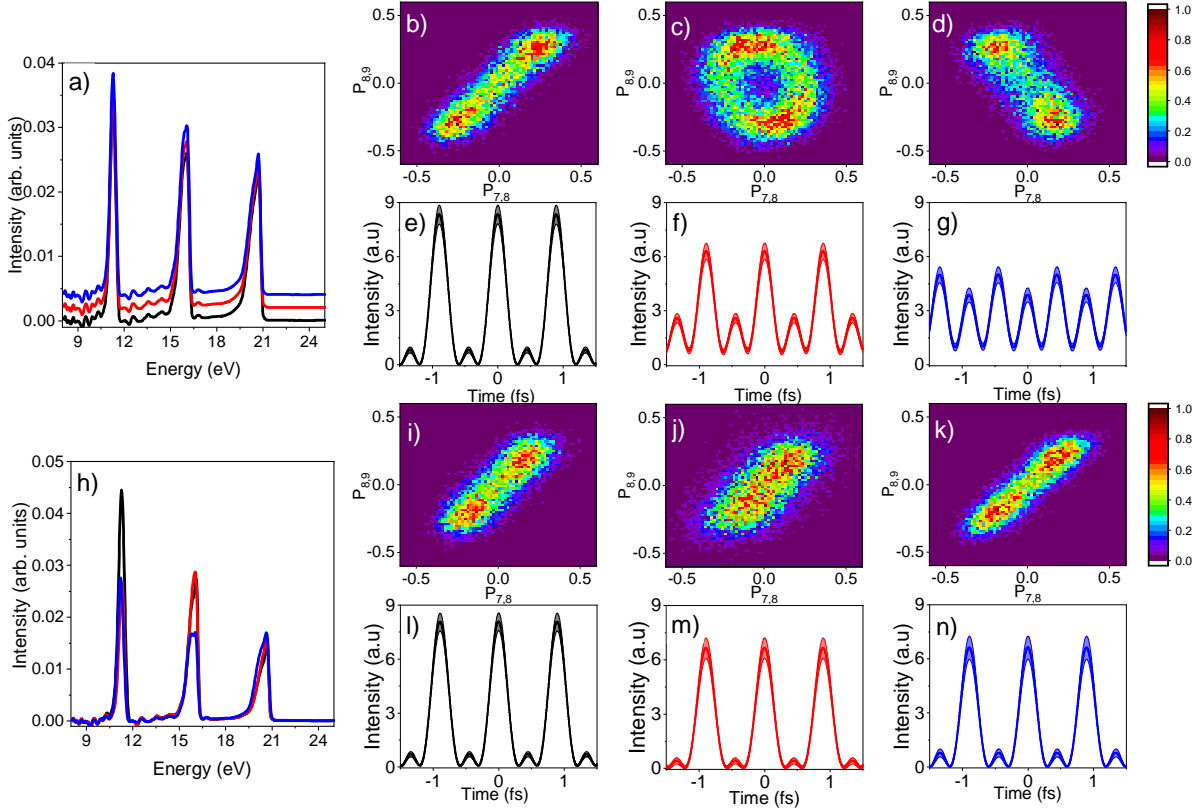 a)
0.04
0.03
0.02
0.01
0.00
Intensity (arb. units)
9 12 15 18 21 24
Energy (eV)
b)
0.5
0.0
-0.5
P8,9
-0.5 0.0 0.5
P7,8
c)
0.5
0.0
-0.5
P8,9
-0.5 0.0 0.5
P7,8
d)
0.5
0.0
-0.5
P8,9
-0.5 0.0 0.5
P7,8
1.0
0.8
0.6
0.4
0.2
0.0
e)
9
6
3
0
Intensity (a.u)
-1 0 1
Time (fs)
f)
9
6
3
0
Intensity (a.u)
-1 0 1
Time (fs)
g)
9
6
3
0
Intensity (a.u)
-1 0 1
Time (fs)
h)
0.05
0.04
0.03
0.02
0.01
0.00
Intensity (arb. units)
9 12 15 18 21 24
Energy (eV)
i)
0.5
0.0
-0.5
P8,9
-0.5 0.0 0.5
P7,8
j)
0.5
0.0
-0.5
P8,9
-0.5 0.0 0.5
P7,8
k)
0.5
0.0
-0.5
P8,9
-0.5 0.0 0.5
P7,8
1.0
0.8
0.6
0.4
0.2
0.0
l)
9
6
3
0
Intensity (a.u)
-1 0 1
Time (fs)
m)
9
6
3
0
Intensity (a.u)
-1 0 1
Time (fs)
n)
9
6
3
0
Intensity (a.u)
-1 0 1
Time (fs)